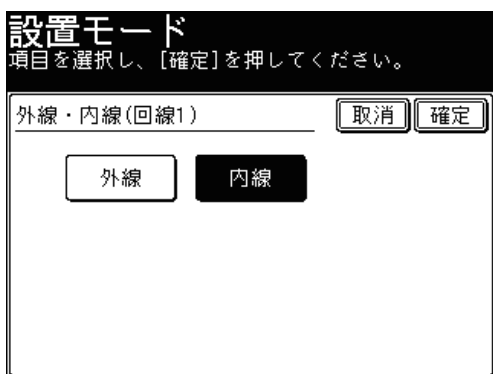 設置モード
項目を選択し、[確定]を押してください。
外線・内線(回線1) 取消 確定
外線 内線